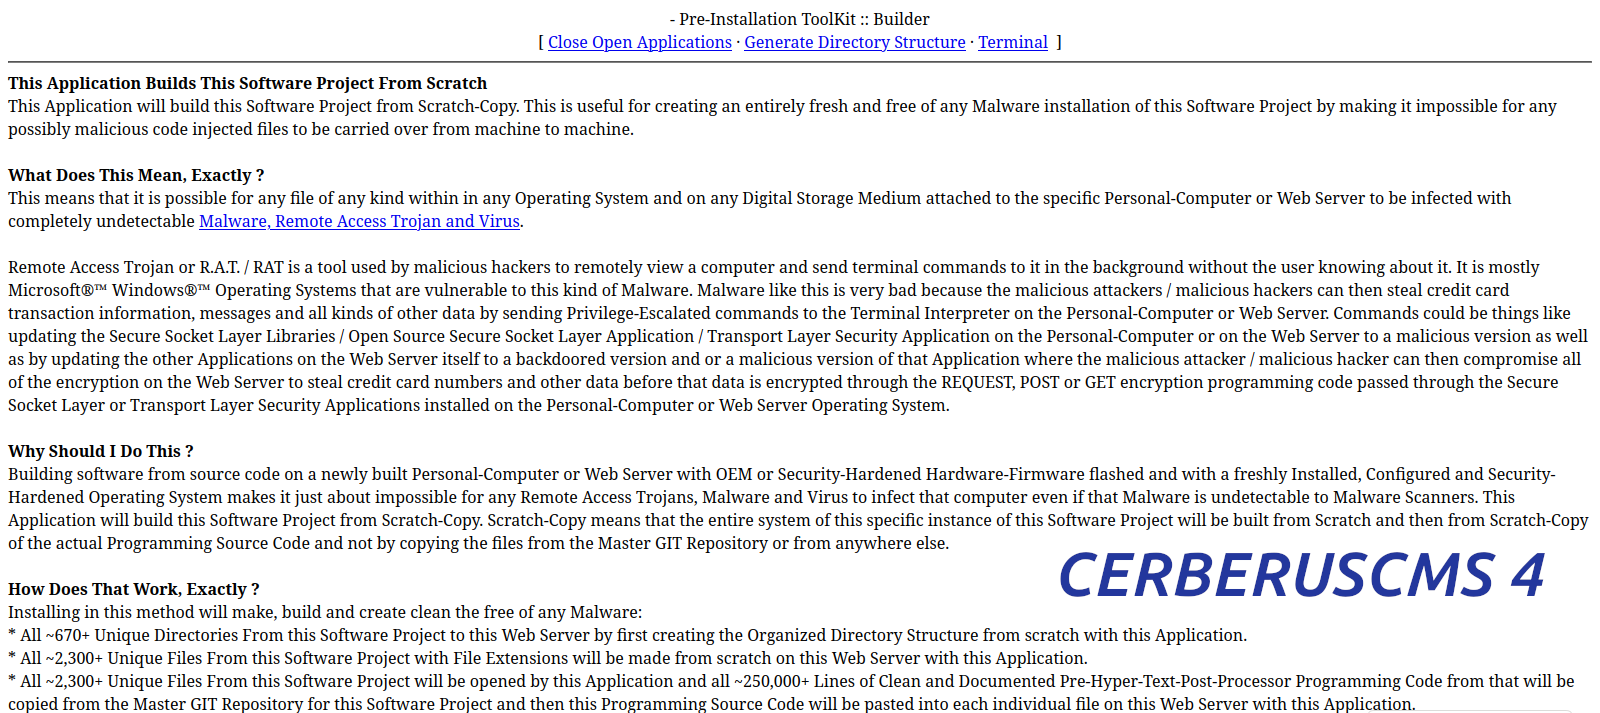 - Pre-Installation ToolKit :: Builder
[ Close Open Applications · Generate Directory Structure · Terminal ]
This Application Builds This Software Project From Scratch
This Application will build this Software Project from Scratch-Copy. This is useful for creating an entirely fresh and free of any Malware installation of this Software Project by making it impossible for any
possibly malicious code injected files to be carried over from machine to machine.
What Does This Mean, Exactly ?
This means that it is possible for any file of any kind within in any Operating System and on any Digital Storage Medium attached to the specific Personal-Computer or Web Server to be infected with
completely undetectable Malware, Remote Access Trojan and Virus.
Remote Access Trojan or R.A.T. / RAT is a tool used by malicious hackers to remotely view a computer and send terminal commands to it in the background without the user knowing about it. It is mostly
Microsoft®™ Windows®™ Operating Systems that are vulnerable to this kind of Malware. Malware like this is very bad because the malicious attackers / malicious hackers can then steal credit card
transaction information, messages and all kinds of other data by sending Privilege-Escalated commands to the Terminal Interpreter on the Personal-Computer or Web Server. Commands could be things like
updating the Secure Socket Layer Libraries / Open Source Secure Socket Layer Application / Transport Layer Security Application on the Personal-Computer or on the Web Server to a malicious version as well
as by updating the other Applications on the Web Server itself to a backdoored version and or a malicious version of that Application where the malicious attacker / malicious hacker can then compromise all
of the encryption on the Web Server to steal credit card numbers and other data before that data is encrypted through the REQUEST, POST or GET encryption programming code passed through the Secure
Socket Layer or Transport Layer Security Applications installed on the Personal-Computer or Web Server Operating System.
Why Should I Do This ?
Building software from source code on a newly built Personal-Computer or Web Server with OEM or Security-Hardened Hardware-Firmware flashed and with a freshly Installed, Configured and Security-
Hardened Operating System makes it just about impossible for any Remote Access Trojans, Malware and Virus to infect that computer even if that Malware is undetectable to Malware Scanners. This
Application will build this Software Project from Scratch-Copy. Scratch-Copy means that the entire system of this specific instance of this Software Project will be built from Scratch and then from Scratch-Copy
of the actual Programming Source Code and not by copying the files from the Master GIT Repository or from anywhere else.
CERBERUSCMS 4
How Does That Work, Exactly ?
Installing in this method will make, build and create clean the free of any Malware:
* All ~670+ Unique Directories From this Software Project to this Web Server by first creating the Organized Directory Structure from scratch with this Application.
* All ~2,300+ Unique Files From this Software Project with File Extensions will be made from scratch on this Web Server with this Application.
* All ~2,300+ Unique Files From this Software Project will be opened by this Application and all ~250,000+ Lines of Clean and Documented Pre-Hyper-Text-Post-Processor Programming Code from that will be
copied from the Master GIT Repository for this Software Project and then this Programming Source Code will be pasted into each individual file on this Web Server with this Application.